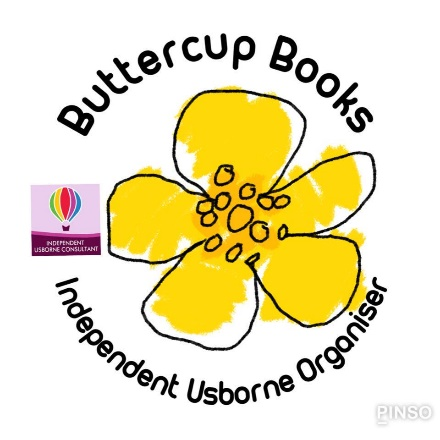 Buttercup Books
INDEPENDENT
USBORNE CONSULTANT
Independent Usborne Organiser
PINSO